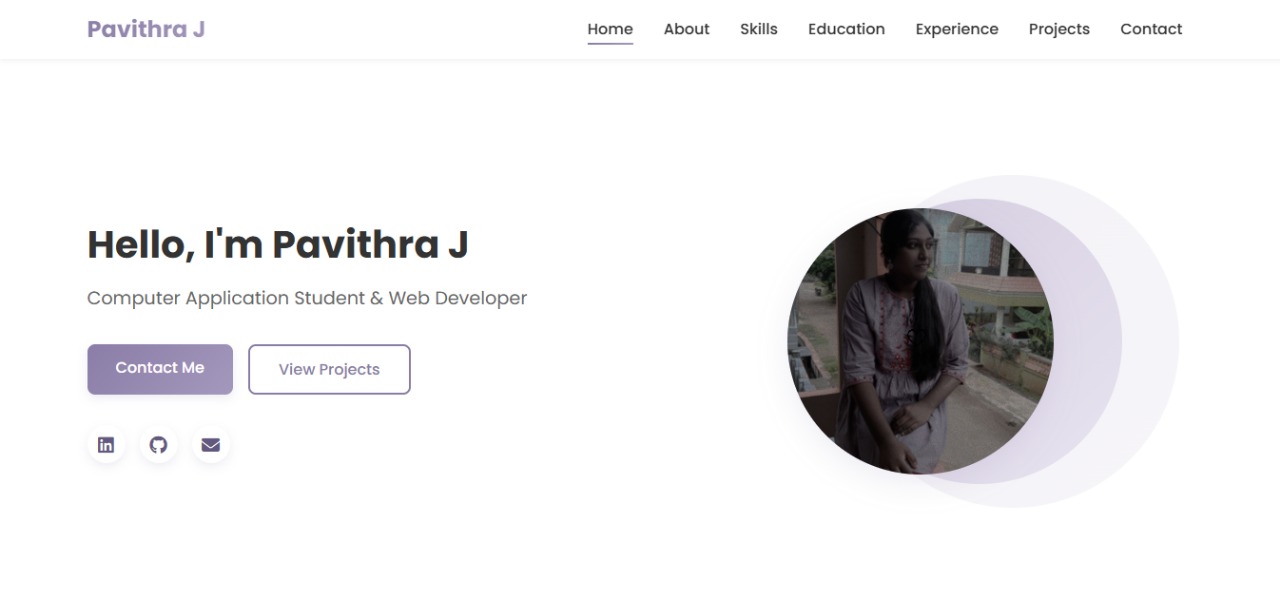 Pavithra J
Home About Skills Education Experience Projects Contact
Hello, I'm Pavithra J
Computer Application Student & Web Developer
Contact Me
View Projects
in